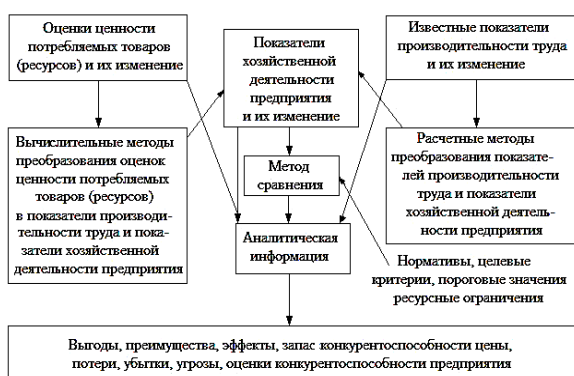 Оценки ценности
потребляемых товаров
(ресурсов) и их изменение
Показатели
хозяйственной
деятельности
предприятия
и их изменение
Известные показатели
производительности труда
и их изменение
Вычислительные методы
преобразования оценок
ценности потребляемых
товаров (ресурсов)
в показатели производи-
тельности труда и пока-
затели хозяйственной
деятельности предприятия
Метод
сравнения
Расчетные методы
преобразования показате-
лей производительности
труда и показатели
хозяйственной деятель-
ности предприятия
Аналитическая
информация
Нормативы, целевые
критерии, пороговые значения
ресурсные ограничения
Выгоды, преимущества, эффекты, запас конкурентоспособности цены,
потери, убытки, угрозы, оценки конкурентоспособности предприятия